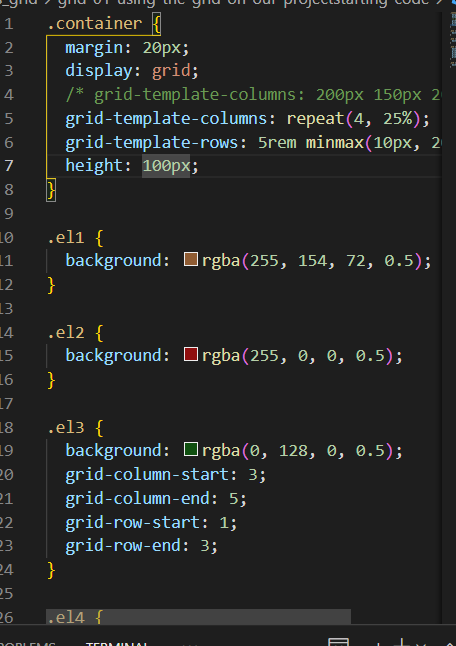 grid 01 using the grid on our projectstarting code
1 .container {
2 margin: 20px;
3 display: grid;
4 /* grid-template-columns: 200px 150px 2
5 grid-template-columns: repeat(4, 25%);
6 grid-template-rows: 5rem minmax(10px, 20
7 height: 100px;
8 }
9
10 .el1 {
11 background: rgba(255, 154, 72, 0.5);
12 }
13
14 .el2 {
15 background: rgba(255, 0, 0, 0.5);
16 }
17
18 .el3 {
19 background: rgba(0, 128, 0, 0.5);
20 grid-column-start: 3;
21 grid-column-end: 5;
22 grid-row-start: 1;
23 grid-row-end: 3;
24 }
25
26 .el4 {
TERMINAL